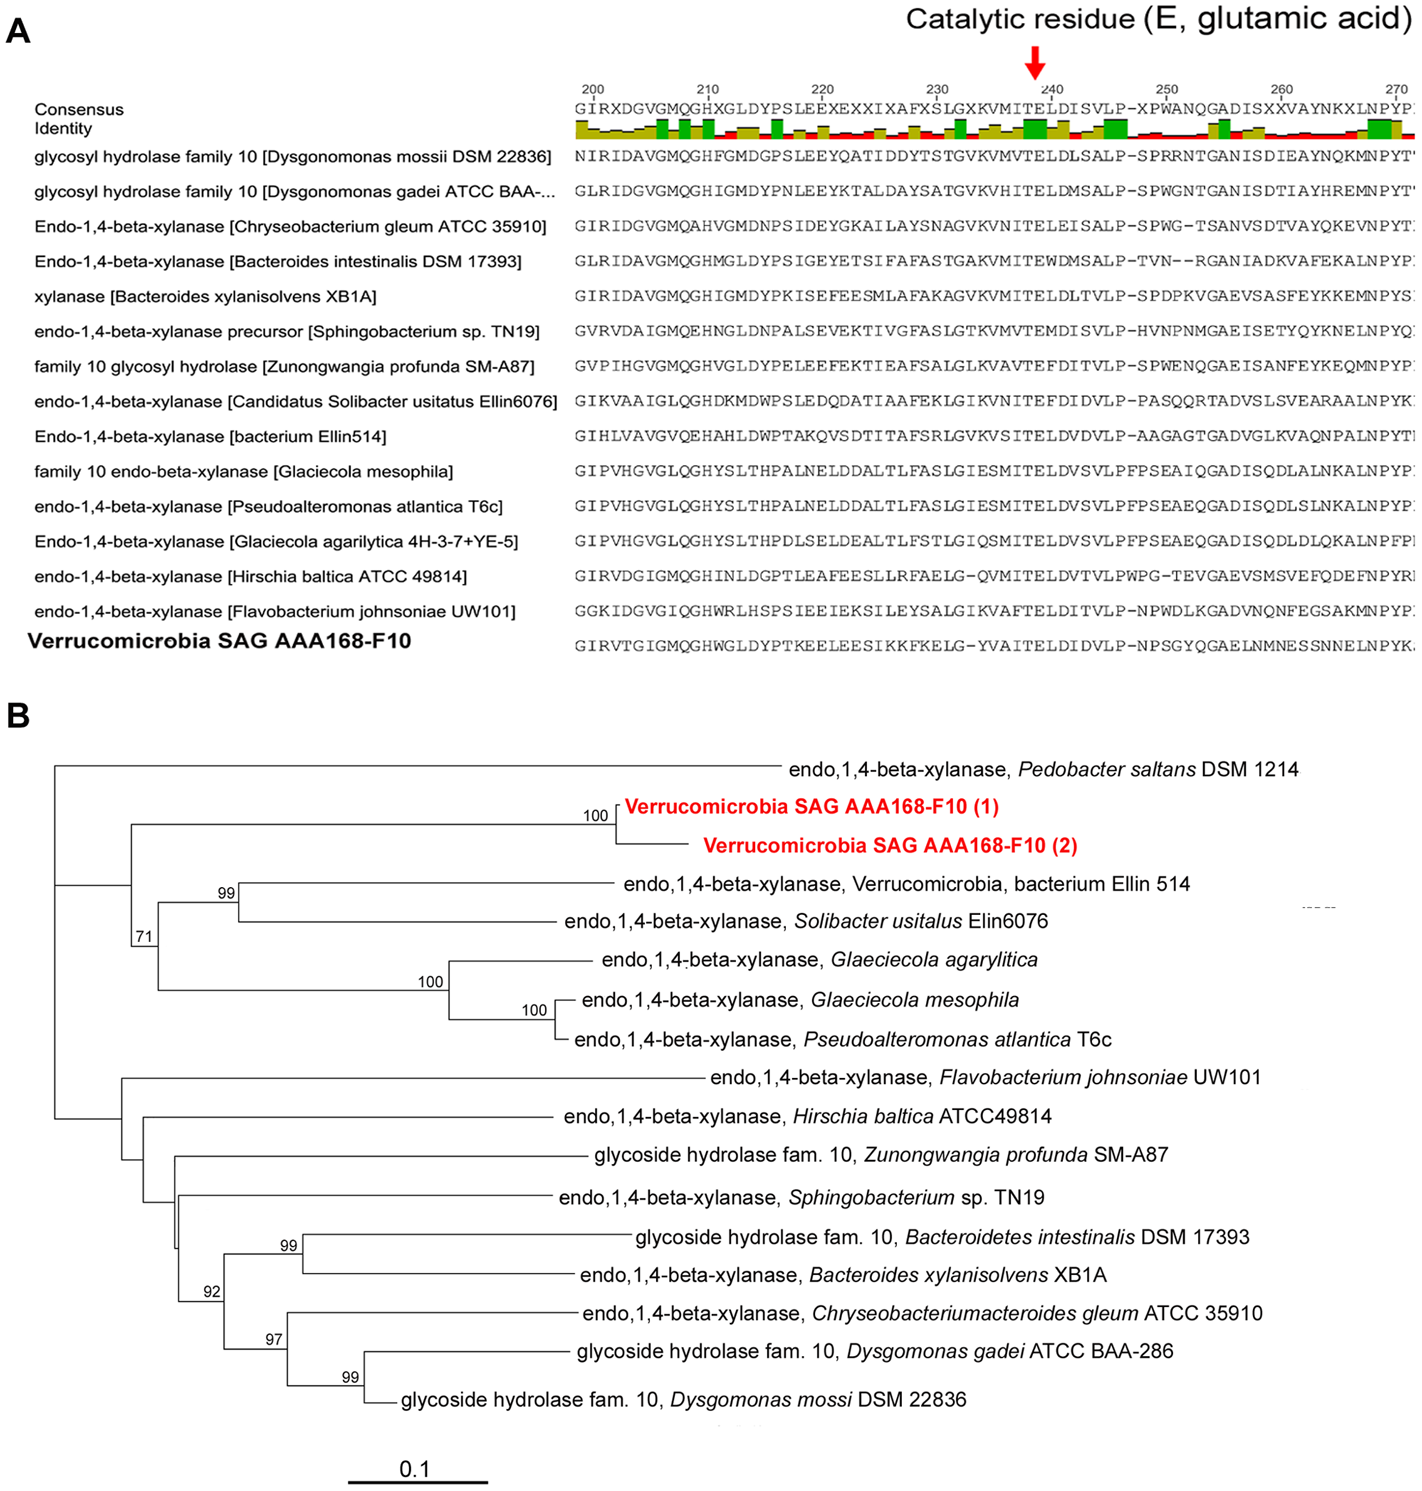 A
Catalytic residue (E, glutamic acid)
200 210 220 230 240 250 260 270
Consensus GIRXDGVGMQGHXGLDYPSLEEXEXXIXAFXSLGXKVMITELDISVLP-XPWANQGADISXXVAYNKXLNPYP
Identity
glycosyl hydrolase family 10 [Dysgonomonas mossii DSM 22836] NIRIDAVGMQGHFGMDGPSLEEYQATIDDYTSTGVKVMVTELDLSALP-SPRRNTGANISDIEAYNQKMNPYT
glycosyl hydrolase family 10 [Dysgonomonas gadei ATCC BAA-... GLRIDGVGMQGHIGMDYPNLEEYKTALDAYSATGVKVHITELDMSALP-SPWGNTGANISDTIAYHREMNPYT
Endo-1,4-beta-xylanase [Chryseobacterium gleum ATCC 35910] GIRIDAVGMQAHVGMDNPSIDEYGKAILAYSNAGVKVNITELEISALP-SPWG-TSANVSDTVAYQKEVNPYT
Endo-1,4-beta-xylanase [Bacteroides intestinalis DSM 17393] GLRIDAVGMQGHMGLDYPSIGEYETSIFAFASTGAKVMITEWDMSALP-TVN--RGANIADKVAFEKALNPYP
xylanase [Bacteroides xylanisolvens XB1A] GIRIDAVGMQGHIGMDYPKISEFEESMLAFAKAGVKVMITELDLTVLP-SPDPKVGAEVSASFEYKKEMNPYS
endo-1,4-beta-xylanase precursor [Sphingobacterium sp. TN19] GVRVDAIGMQEHNGLDNPALSEVEKTIVGFASLGTKVMVTEMDISVLP-HVNPNMGAEISETYQYKNELNPYQ
family 10 glycosyl hydrolase [Zunongwangia profunda SM-A87] GVPIHGVGMQGHVGLDYPELEEFEKTIEAFSALGLKVAVTEFDITVLP-SPWENQGAEISANFEYKEQMNPYP
endo-1,4-beta-xylanase [Candidatus Solibacter usitatus Ellin6076] GIKVAAIGLQGHDKMDWPSLEDQDATIAAFEKLGIKVNITEFDIDVLP-PASQQRTADVSLSVEARAALNPYK
Endo-1,4-beta-xylanase [bacterium Ellin514] GIHLVAVGVQEHAHLDWPTAKQVSDTITAFSRLGVKVSITELDVDVLP-AAGAGTGADVGLKVAQNPALNPYT
family 10 endo-beta-xylanase [Glaciecola mesophila] GIPVHGVGLQGHYSLTHPALNELDDALTLFASLGIESMITELDVSVLPFPSEAIQGADISQDLALNKALNPYP
endo-1,4-beta-xylanase [Pseudoalteromonas atlantica T6c] GIPVHGVGLQGHYSLTHPALNELDDALTLFASLGIESMITELDVSVLPFPSEAEQGADISQDLSLNKALNPYP
Endo-1,4-beta-xylanase [Glaciecola agarilytica 4H-3-7+YE-5] GIPVHGVGLQGHYSLTHPDLSELDEALTLFSTLGIQSMITELDVSVLPFPSEAEQGADISQDLDLQKALNPFP
endo-1,4-beta-xylanase [Hirschia baltica ATCC 49814] GIRVDGIGMQGHINLDGPTLEAFEESLLRFAELG-QVMITELDVTVLPWPG-TEVGAEVSMSVEFQDEFNPYR
endo-1,4-beta-xylanase [Flavobacterium johnsoniae UW101] GGKIDGVGIQGHWRLHSPSIEEIEKSILEYSALGIKVAFTELDITVLP-NPWDLKGADVNQNFEGSAKMNPYP
Verrucomicrobia SAG AAA168-F10 GIRVTGIGMQGHWGLDYPTKEELEESIKKFKELG-YVAITELDIDVLP-NPSGYQGAELNMNESSNNELNPYK
B
endo,1,4-beta-xylanase, Pedobacter saltans DSM 1214
100 Verrucomicrobia SAG AAA168-F10 (1)
Verrucomicrobia SAG AAA168-F10 (2)
99 endo,1,4-beta-xylanase, Verrucomicrobia, bacterium Ellin 514
endo,1,4-beta-xylanase, Solibacter usitalus Elin6076
71
endo,1,4-beta-xylanase, Glaeciecola agarylitica
100
100 endo,1,4-beta-xylanase, Glaeciecola mesophila
endo,1,4-beta-xylanase, Pseudoalteromonas atlantica T6c
endo,1,4-beta-xylanase, Flavobacterium johnsoniae UW101
endo,1,4-beta-xylanase, Hirschia baltica ATCC49814
glycoside hydrolase fam. 10, Zunongwangia profunda SM-A87
endo,1,4-beta-xylanase, Sphingobacterium sp. TN19
99 glycoside hydrolase fam. 10, Bacteroidetes intestinalis DSM 17393
endo,1,4-beta-xylanase, Bacteroides xylanisolvens XB1A
92
endo,1,4-beta-xylanase, Chryseobacteriumacteroides gleum ATCC 35910
97
glycoside hydrolase fam. 10, Dysgomonas gadei ATCC BAA-286
99
glycoside hydrolase fam. 10, Dysgomonas mossi DSM 22836
0.1